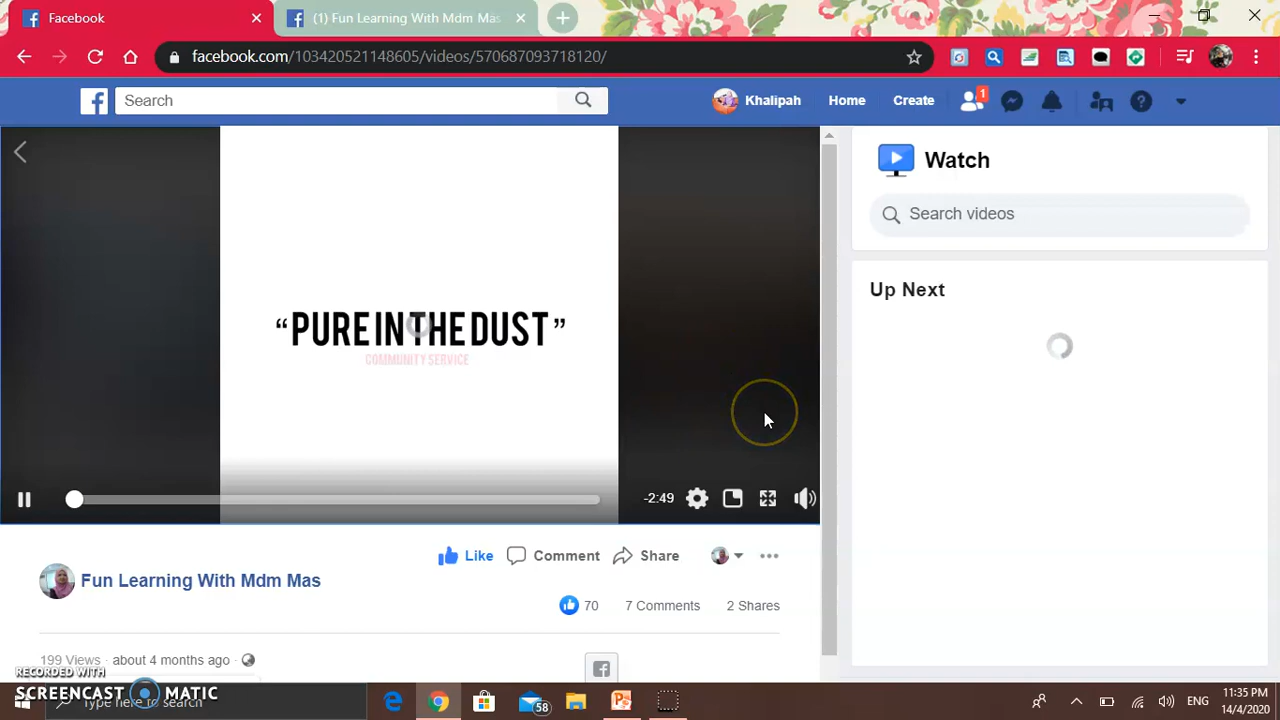 Facebook
(1) Fun Learning With Mdm Mas
facebook.com/103420521148605/videos/570687093718120/
Search
Khalipah
Home
Create
1
"PURE IN THE DUST"
COMMUNITY SERVICE
-2:49
Watch
Search videos
Up Next
Like
Comment
Share
Fun Learning With Mdm Mas
70
7 Comments
2 Shares
199 Views · about 4 months ago ·
RECORDED WITH
SCREENCAST MATIC
Type here to search
58
ENG
11:35 PM
14/4/2020